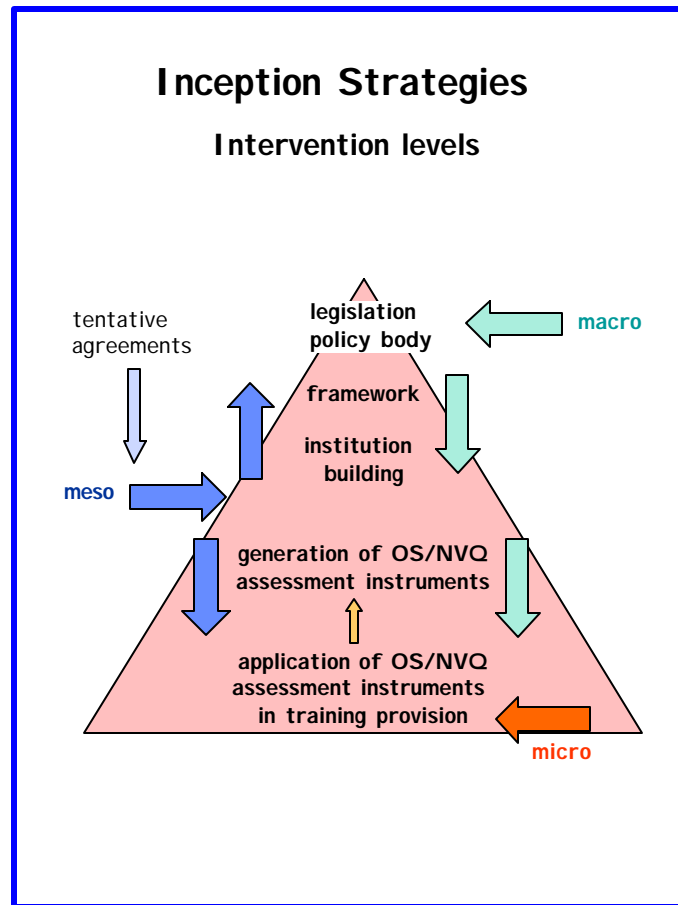 Inception Strategies
Intervention levels
tentative
agreements
legislation
policy body
macro
framework
institution
building
meso
generation of OS/NVQ
assessment instruments
application of OS/NVQ
assessment instruments
in training provision
micro